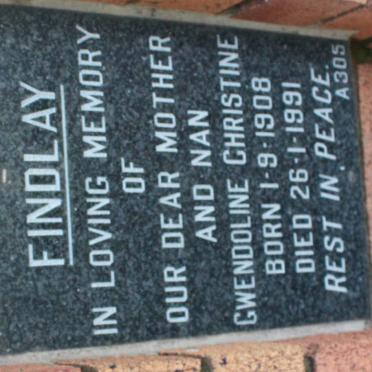 FINDLAY
IN LOVING MEMORY
OF
OUR DEAR MOTHER
AND NAN
GWENDOLINE CHRISTINE
BORN 1·9·1908
DIED 26·1·1991
REST IN PEACE.
A305